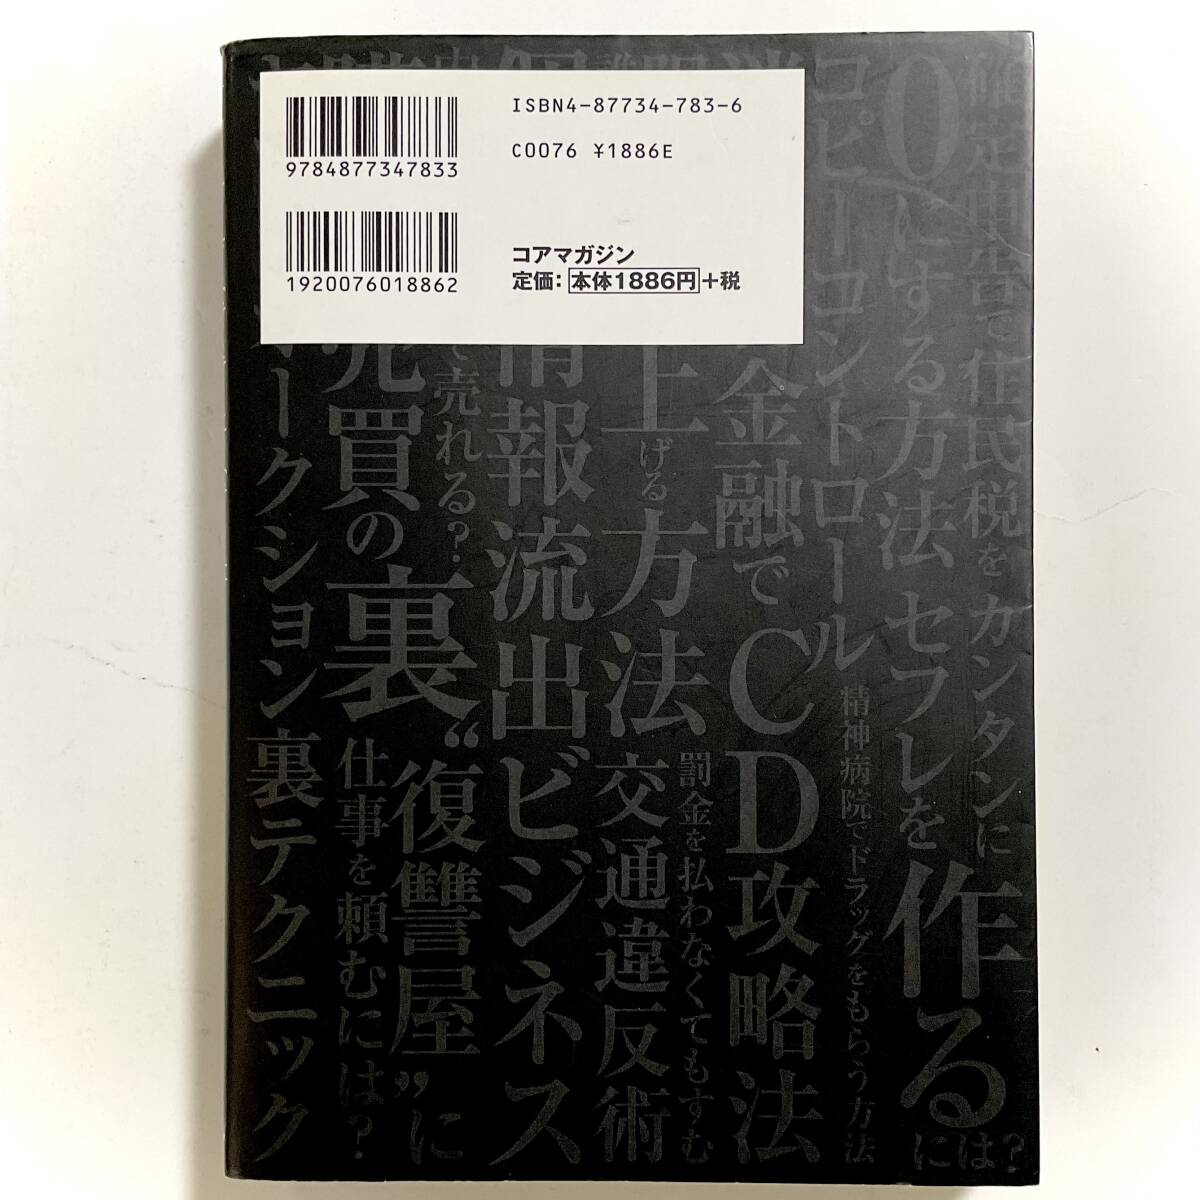 ISBN4-87734-783-6
C0076 ¥1886E
9784877347833
1920076018862
コアマガジン
定価：本体1886円＋税
確定申告で住民税をカンタンに
0にする方法セフレを作るには？
コピーコントロール
精神病院でドラッグをもらう方法
金融でCD攻略法
上げる方法
罰金を払わなくてもすむ
交通違反術
情報流出ビジネス
で売れる？
売買の裏
“復讐屋”に
仕事を頼むには？
オークション裏テクニック